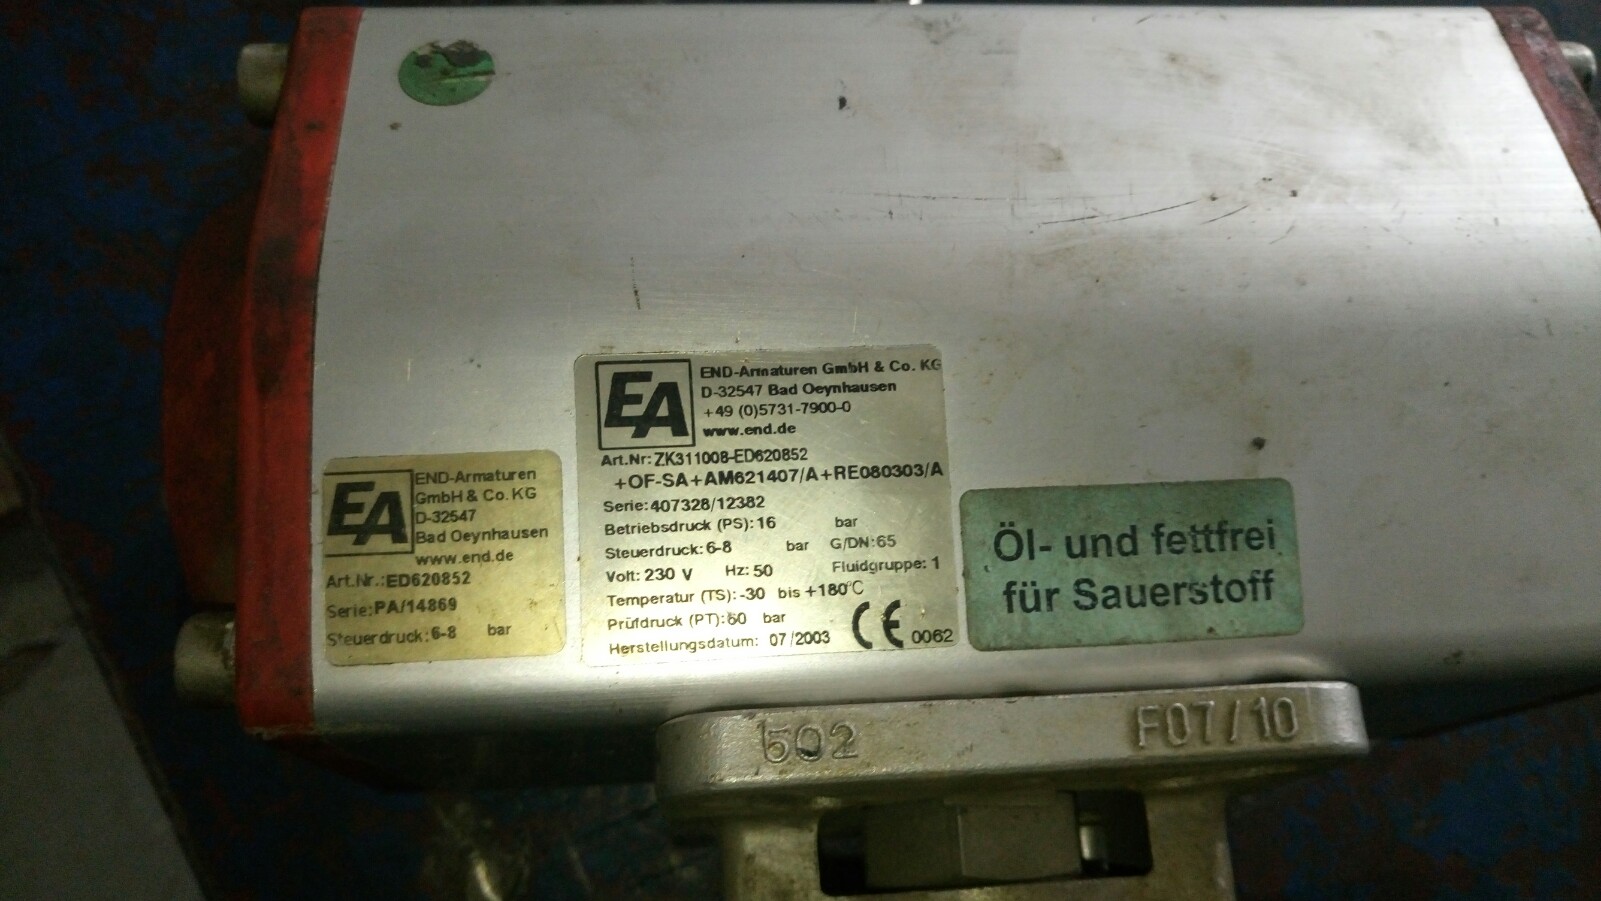 EA
END-Armaturen
GmbH & Co. KG
D-32547
Bad Oeynhausen
www.end.de
Art.Nr.:ED620852
Serie:PA/14869
Steuerdruck:6-8 bar
EA
END-Armaturen GmbH & Co. KG
D-32547 Bad Oeynhausen
+49 (0)5731-7900-0
www.end.de
Art.Nr: ZK311008-ED620852
+OF-SA+AM621407/A+RE080303/A
Serie: 407328/12382
Betriebsdruck (PS): 16 bar
Steuerdruck: 6-8 bar G/DN: 65
Volt: 230 V Hz: 50 Fluidgruppe: 1
Temperatur (TS): -30 bis +180°C
Prüfdruck (PT): 60 bar
Herstellungsdatum: 07/2003 CE 0062
Öl- und fettfrei
für Sauerstoff
502 F07/10